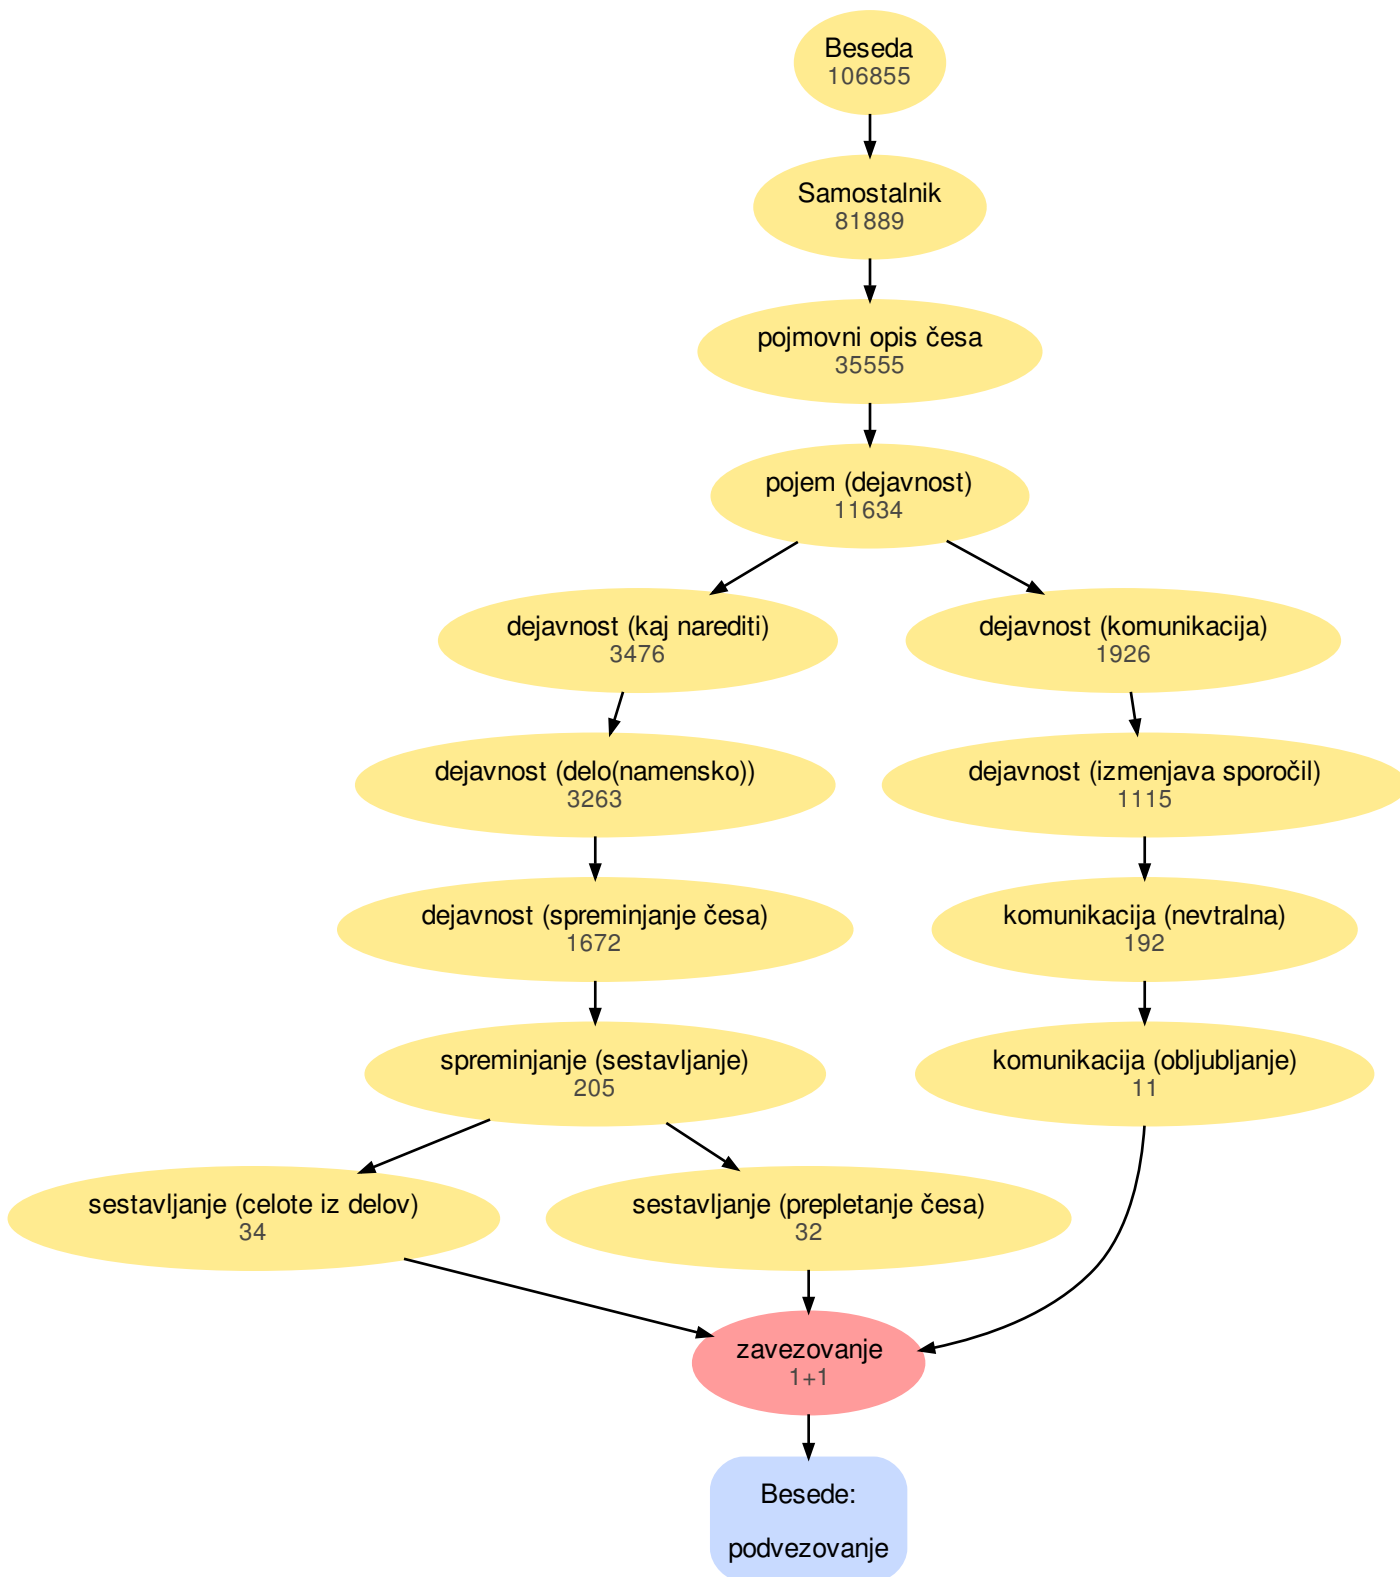 Beseda
106855
Samostalnik
81889
pojmovni opis česa
35555
pojem (dejavnost)
11634
dejavnost (kaj narediti)
3476
dejavnost (komunikacija)
1926
dejavnost (delo(namensko))
3263
dejavnost (izmenjava sporočil)
1115
dejavnost (spreminjanje česa)
1672
komunikacija (nevtralna)
192
spreminjanje (sestavljanje)
205
komunikacija (obljubljanje)
11
sestavljanje (celote iz delov)
34
sestavljanje (prepletanje česa)
32
zavezovanje
1+1
Besede:
podvezovanje